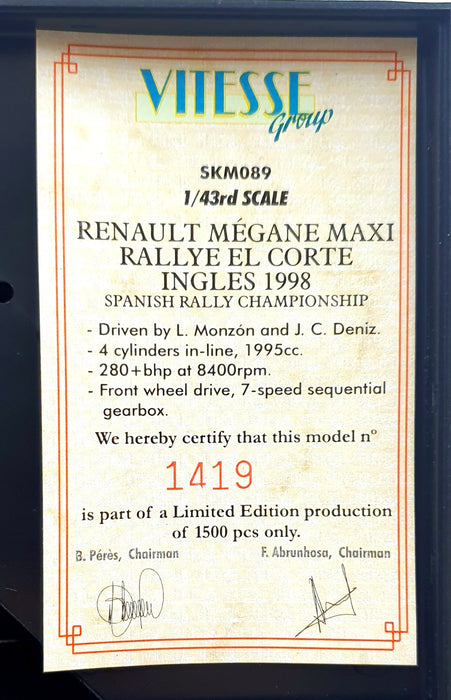 VITESSE
Group
SKM089
1/43rd SCALE
RENAULT MÉGANE MAXI
RALLYE EL CORTE
INGLES 1998
SPANISH RALLY CHAMPIONSHIP
- Driven by L. Monzón and J. C. Deniz.
- 4 cylinders in-line, 1995cc.
- 280+bhp at 8400rpm.
- Front wheel drive, 7-speed sequential
gearbox.
We hereby certify that this model nº
1419
is part of a Limited Edition production
of 1500 pcs only.
B. Pérès, Chairman F. Abrunhosa, Chairman